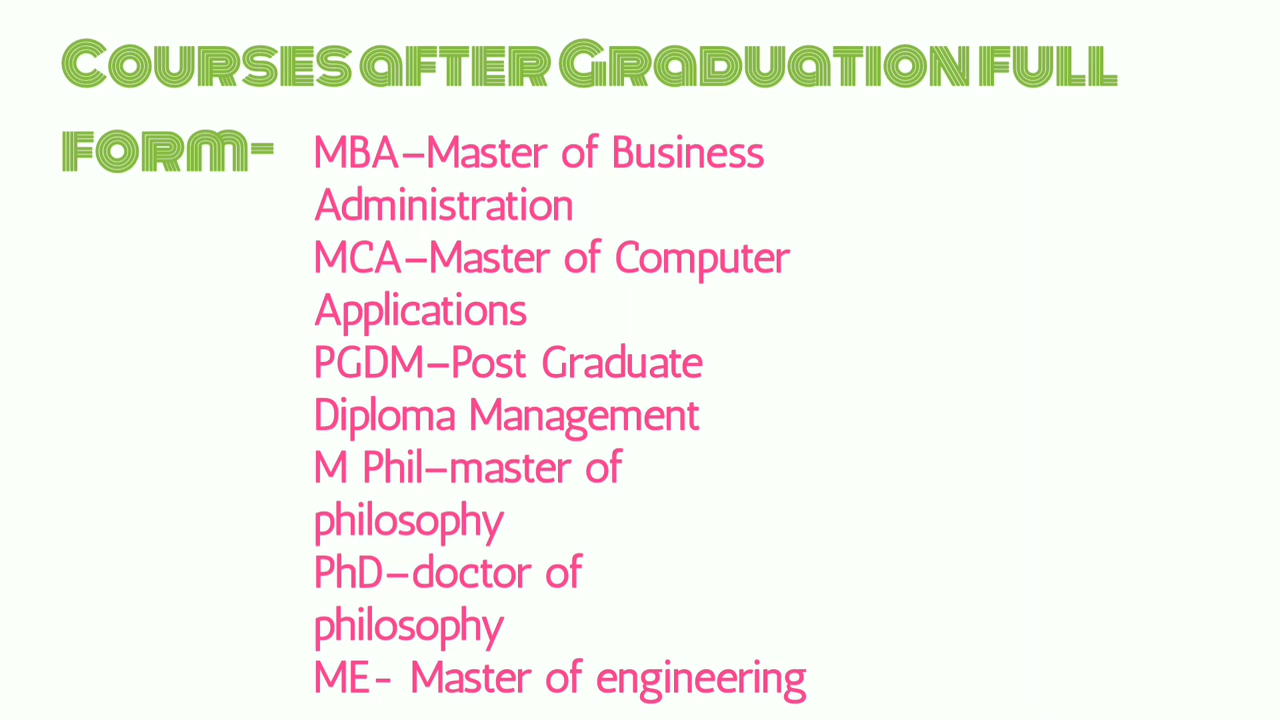 Courses after Graduation full
form-
MBA–Master of Business
Administration
MCA–Master of Computer
Applications
PGDM–Post Graduate
Diploma Management
M Phil–master of
philosophy
PhD–doctor of
philosophy
ME- Master of engineering